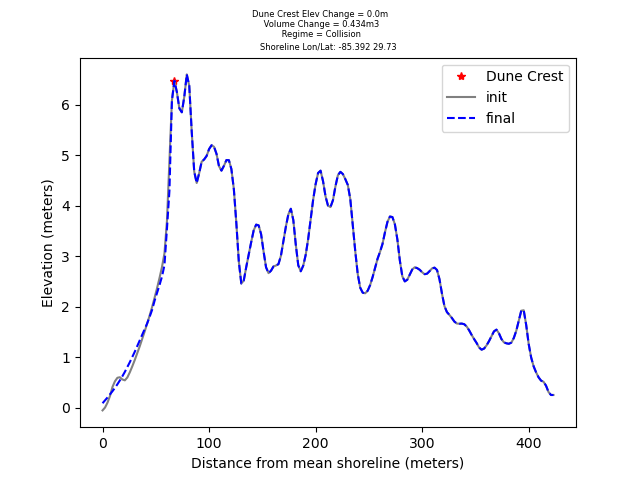 Dune Crest Elev Change = 0.0m
Volume Change = 0.434m3
Regime = Collision
Shoreline Lon/Lat: -85.392 29.73
Dune Crest
init
final
6
5
4
3
2
1
0
Elevation (meters)
0 100 200 300 400
Distance from mean shoreline (meters)